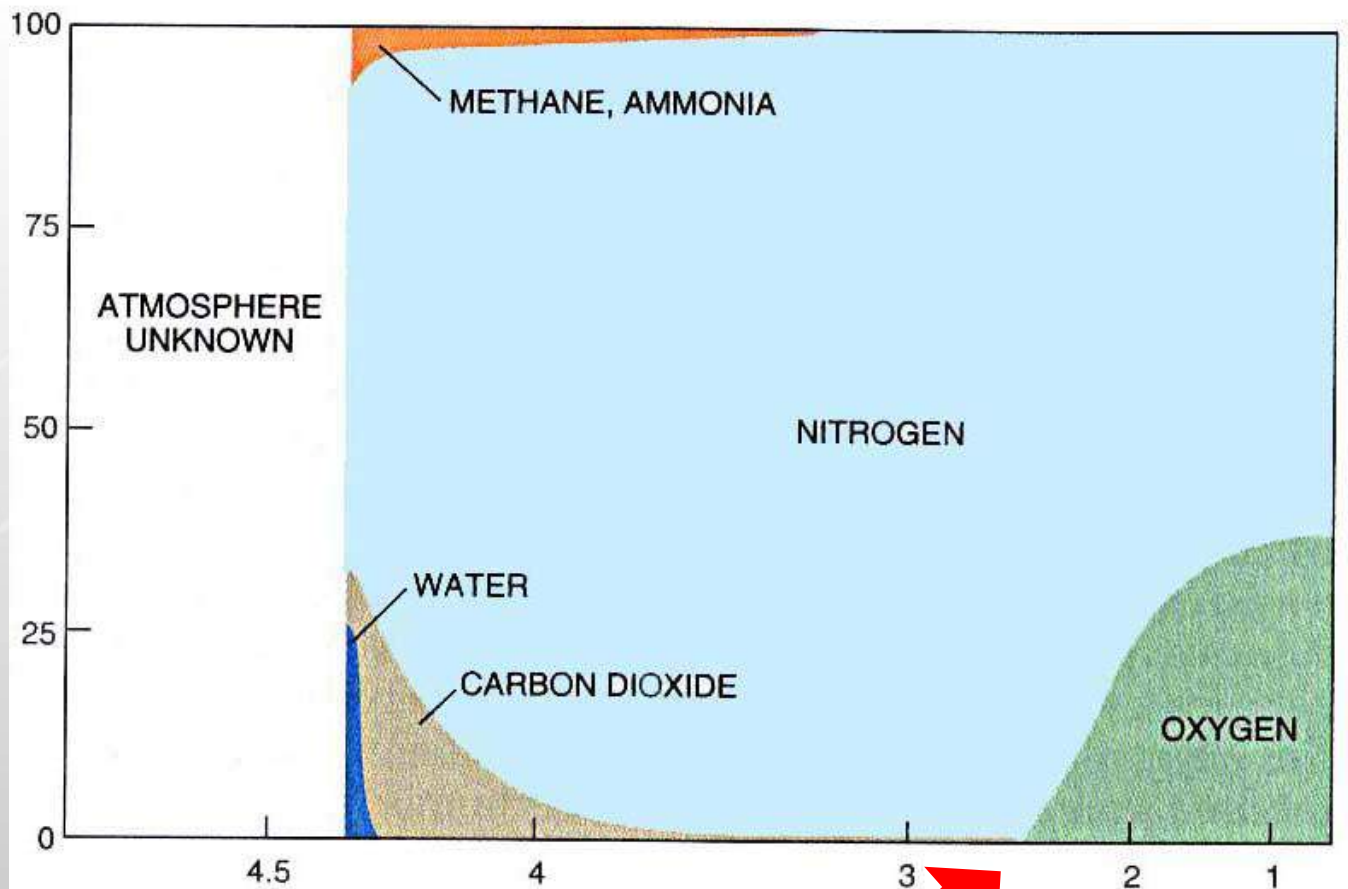 100
METHANE, AMMONIA
75
ATMOSPHERE
UNKNOWN
50
NITROGEN
WATER
25
CARBON DIOXIDE
OXYGEN
0
4.5 4 3 2 1